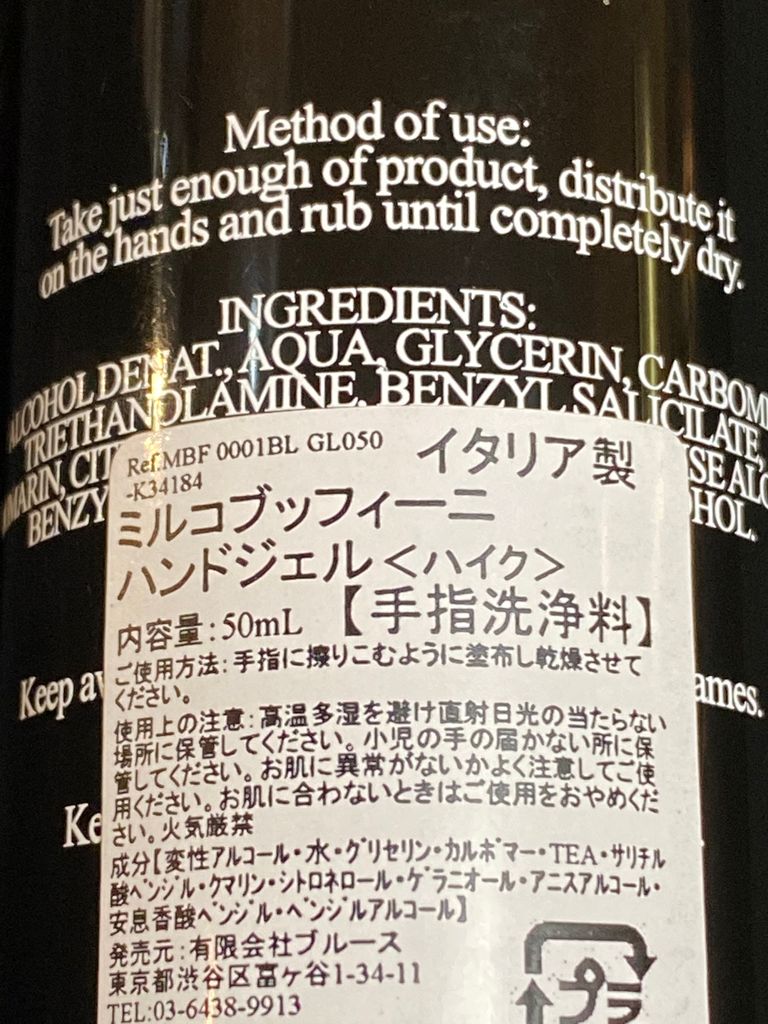 Method of use:
Take just enough of product, distribute it
on the hands and rub until completely dry.
INGREDIENTS:
ALCOHOL DENAT., AQUA, GLYCERIN, CARBOM
TRIETHANOLAMINE, BENZYL SALICILATE,
MARIN, CIT SE ALC
BENZY HOL.
Ref.MBF 0001BL GL050
-K34184
イタリア製
ミルコブッフィーニ
ハンドジェル＜ハイク＞
内容量:50mL 【手指洗浄料】
ご使用方法:手指に擦りこむように塗布し乾燥させて
ください。
使用上の注意:高温多湿を避け直射日光の当たらない
場所に保管してください。小児の手の届かない所に保
管してください。お肌に異常がないかよく注意してご使
用ください。お肌に合わないときはご使用をおやめくだ
さい。火気厳禁
成分【変性アルコール・水・グリセリン・カルボマー・TEA・サリチル
酸ベンジル・クマリン・シトロネロール・ゲラニオール・アニスアルコール・
安息香酸ベンジル・ベンジルアルコール】
発売元:有限会社ブルース
東京都渋谷区富ヶ谷1-34-11
TEL:03-6438-9913
プラ
Keep aw ames.
Ke